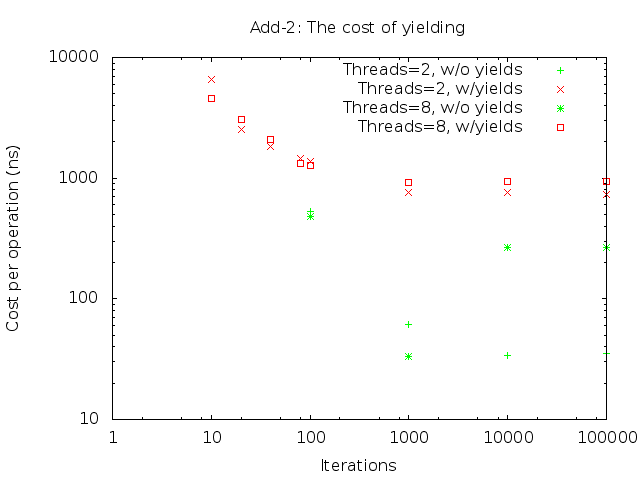 Add-2: The cost of yielding
10000
1000
100
10
Cost per operation (ns)
Threads=2, w/o yields
Threads=2, w/yields
Threads=8, w/o yields
Threads=8, w/yields
1 10 100 1000 10000 100000
Iterations